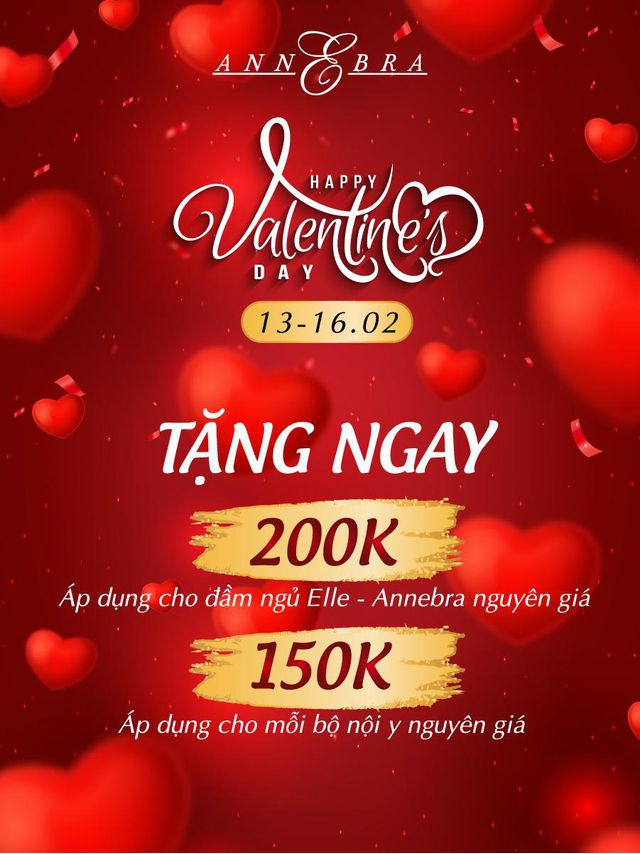 ANNEBRA
HAPPY
Valentine's
DAY
13-16.02
TẶNG NGAY
200K
Áp dụng cho đầm ngủ Elle - Annebra nguyên giá
150K
Áp dụng cho mỗi bộ nội y nguyên giá